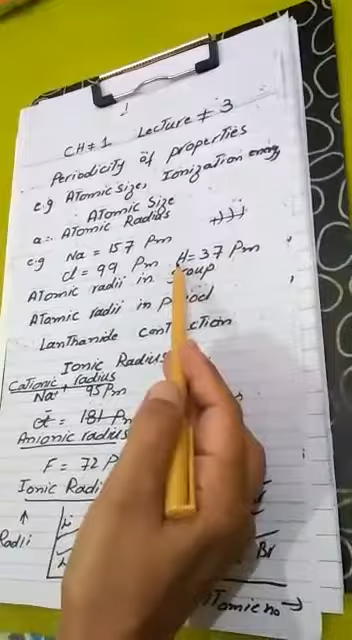 CH # 1 Lecture # 3
Periodicity of properties
e.g Atomic size, Ionization energy
Atomic Size
a:- Atomic Radius
e.g Na = 157 Pm
Cl = 99 Pm H = 37 Pm
Atomic radii in group
Atomic radii in period
Lanthanide contraction
Ionic Radius
Cationic radius
Na+ 95 Pm
Cl- = 181 Pm
Anionic radius
F = 72 P
Ionic Radi
↑
Radii
Li
Br
Atomic no →